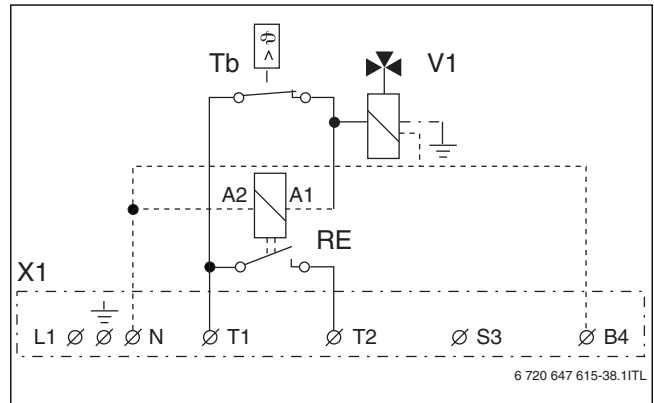 ϑ >
Tb
V1
A2 A1
RE
X1
L1 N T1 T2 S3 B4
6 720 647 615-38.1ITL